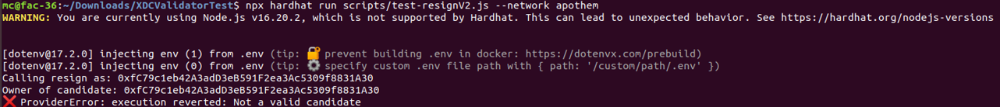 mc@fac-36:~/Downloads/XDCValidatorTest$ npx hardhat run scripts/test-resignV2.js --network apothem
WARNING: You are currently using Node.js v16.20.2, which is not supported by Hardhat. This can lead to unexpected behavior. See https://hardhat.org/nodejs-versions
[dotenv@17.2.0] injecting env (1) from .env (tip: 🔐 prevent building .env in docker: https://dotenvx.com/prebuild)
[dotenv@17.2.0] injecting env (0) from .env (tip: ⚙️ specify custom .env file path with { path: '/custom/path/.env' })
Calling resign as: 0xfC79c1eb42A3adD3eB591F2ea3Ac5309f8831A30
Owner of candidate: 0xfC79c1eb42A3adD3eB591F2ea3Ac5309f8831A30
❌ ProviderError: execution reverted: Not a valid candidate